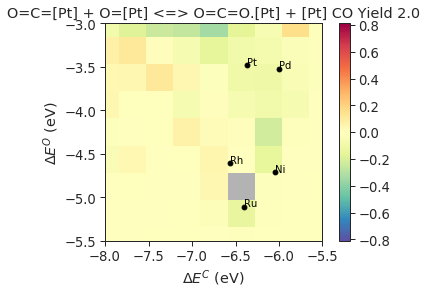 O=C=[Pt] + O=[Pt] <=> O=C=O.[Pt] + [Pt] CO Yield 2.0
−3.0
−3.5
−4.0
−4.5
−5.0
−5.5
ΔE^O (eV)
Pt
Pd
Rh
Ni
Ru
−8.0 −7.5 −7.0 −6.5 −6.0 −5.5
ΔE^C (eV)
0.8
0.6
0.4
0.2
0.0
−0.2
−0.4
−0.6
−0.8